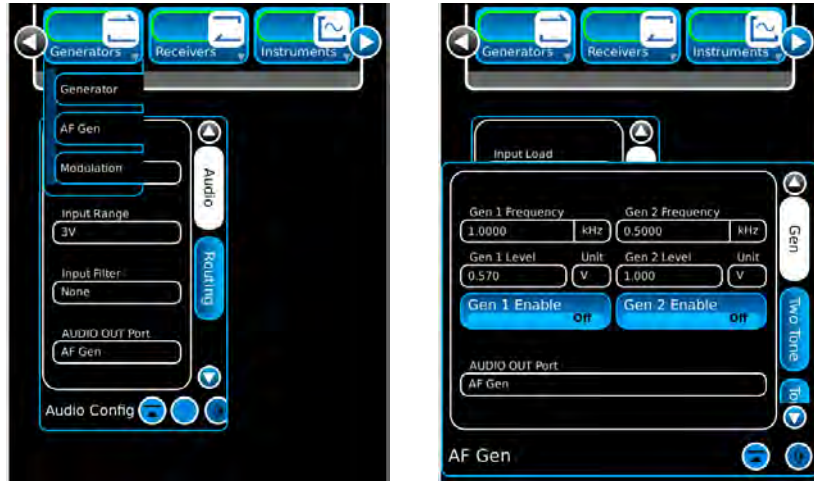 Generators Receivers Instruments
Generator
AF Gen
Modulation
Input Range
3V
Input Filter
None
AUDIO OUT Port
AF Gen
Audio
Routing
Audio Config
Generators Receivers Instruments
Input Load
Gen 1 Frequency Gen 2 Frequency
1.0000 kHz 0.5000 kHz
Gen 1 Level Unit Gen 2 Level Unit
0.570 V 1.000 V
Gen 1 Enable Gen 2 Enable
Off Off
AUDIO OUT Port
AF Gen
Gen
Two Tone
To
AF Gen